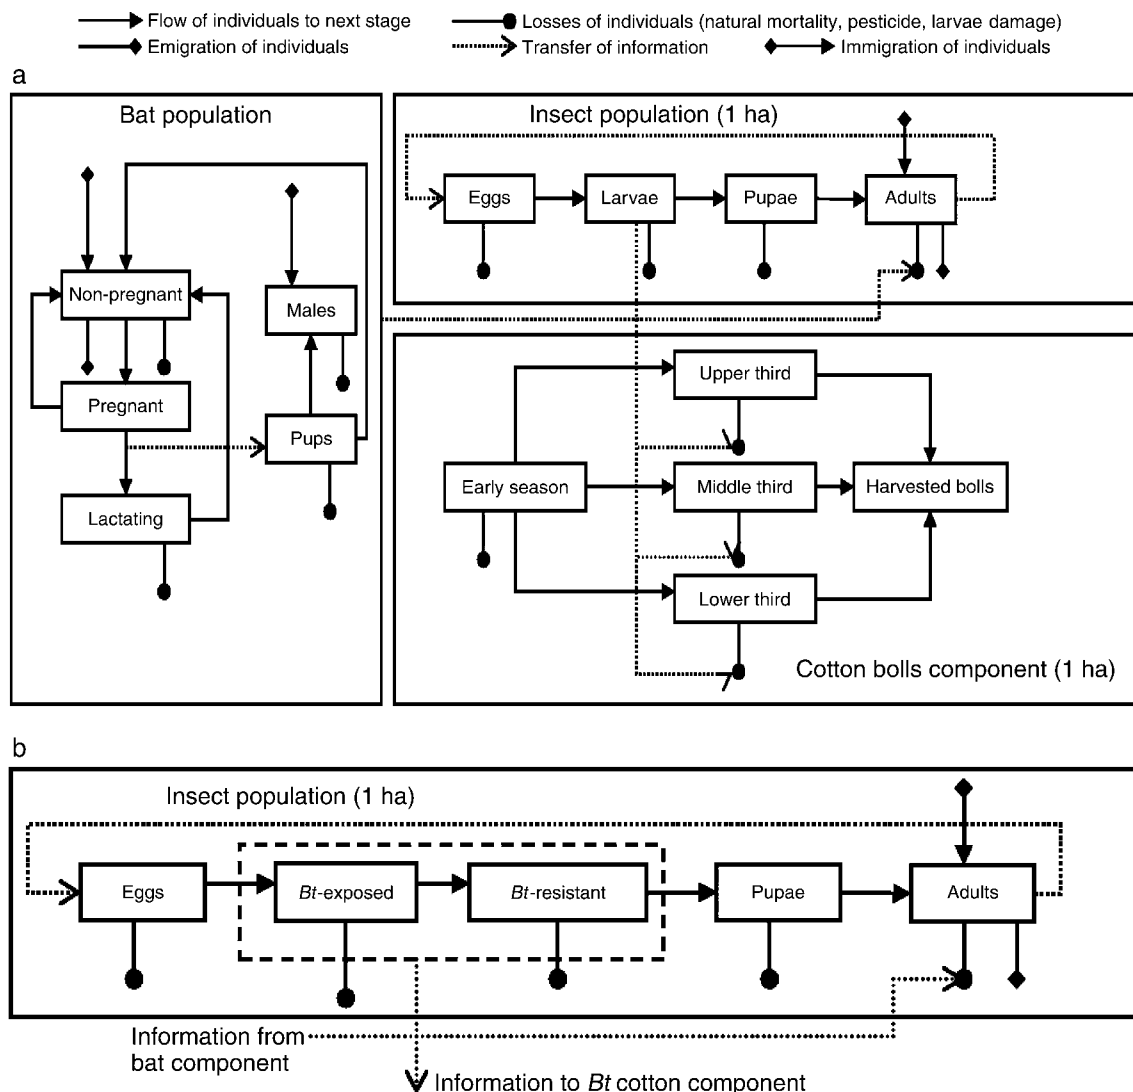 Flow of individuals to next stage
Losses of individuals (natural mortality, pesticide, larvae damage)
Emigration of individuals
Transfer of information
Immigration of individuals
a
Bat population
Non-pregnant
Pregnant
Lactating
Males
Pups
Insect population (1 ha)
Eggs
Larvae
Pupae
Adults
Upper third
Early season
Middle third
Harvested bolls
Lower third
Cotton bolls component (1 ha)
b
Insect population (1 ha)
Eggs
Bt-exposed
Bt-resistant
Pupae
Adults
Information from
bat component
Information to Bt cotton component